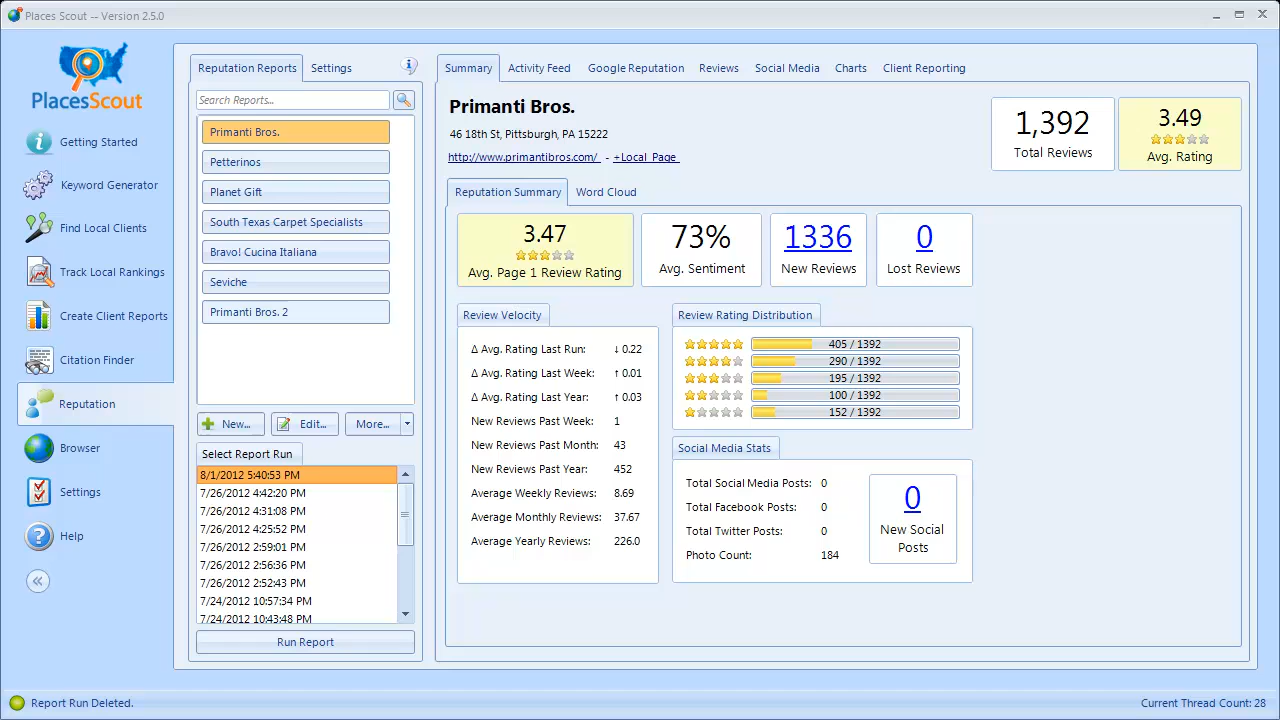 Places Scout -- Version 2.5.0
PlacesScout
Getting Started
Keyword Generator
Find Local Clients
Track Local Rankings
Create Client Reports
Citation Finder
Reputation
Browser
Settings
Help
Reputation Reports
Settings
Search Reports...
Primanti Bros.
Petterinos
Planet Gift
South Texas Carpet Specialists
Bravo! Cucina Italiana
Seviche
Primanti Bros. 2
New...
Edit...
More...
Select Report Run
8/1/2012 5:40:53 PM
7/26/2012 4:42:20 PM
7/26/2012 4:31:08 PM
7/26/2012 4:25:52 PM
7/26/2012 2:59:01 PM
7/26/2012 2:56:36 PM
7/26/2012 2:52:43 PM
7/24/2012 10:57:34 PM
7/24/2012 10:43:48 PM
Run Report
Summary
Activity Feed
Google Reputation
Reviews
Social Media
Charts
Client Reporting
Primanti Bros.
46 18th St, Pittsburgh, PA 15222
http://www.primantibros.com/ - +Local Page
1,392
Total Reviews
3.49
Avg. Rating
Reputation Summary
Word Cloud
3.47
Avg. Page 1 Review Rating
73%
Avg. Sentiment
1336
New Reviews
0
Lost Reviews
Review Velocity
Δ Avg. Rating Last Run: ↓ 0.22
Δ Avg. Rating Last Week: ↑ 0.01
Δ Avg. Rating Last Year: ↑ 0.03
New Reviews Past Week: 1
New Reviews Past Month: 43
New Reviews Past Year: 452
Average Weekly Reviews: 8.69
Average Monthly Reviews: 37.67
Average Yearly Reviews: 226.0
Review Rating Distribution
405 / 1392
290 / 1392
195 / 1392
100 / 1392
152 / 1392
Social Media Stats
Total Social Media Posts: 0
Total Facebook Posts: 0
Total Twitter Posts: 0
Photo Count: 184
0
New Social
Posts
Report Run Deleted.
Current Thread Count: 28